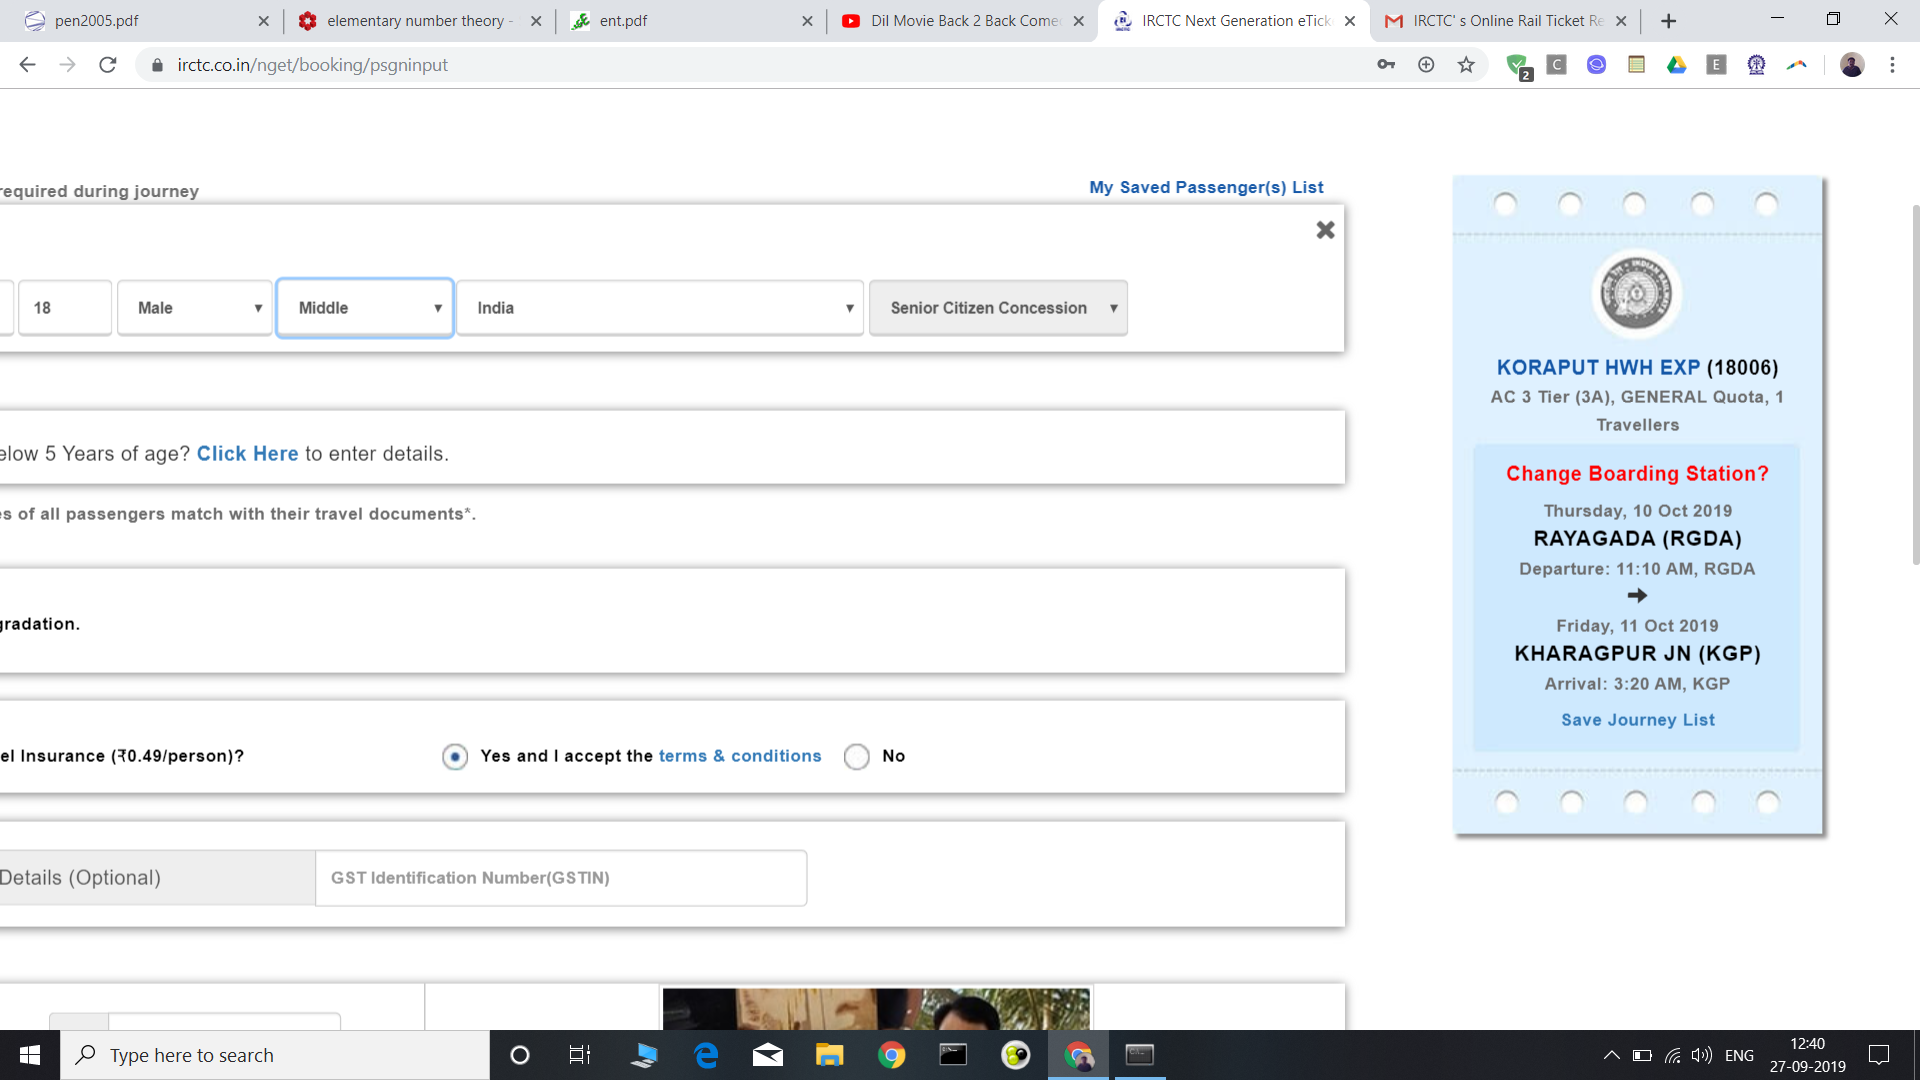 pen2005.pdf
elementary number theory -
ent.pdf
Dil Movie Back 2 Back Come
IRCTC Next Generation eTick
IRCTC' s Online Rail Ticket Re
irctc.co.in/nget/booking/psgninput
2
C
E
required during journey
My Saved Passenger(s) List
18
Male
Middle
India
Senior Citizen Concession
elow 5 Years of age? Click Here to enter details.
es of all passengers match with their travel documents*.
gradation.
el Insurance (₹0.49/person)?
Yes and I accept the terms & conditions
No
Details (Optional)
GST Identification Number(GSTIN)
KORAPUT HWH EXP (18006)
AC 3 Tier (3A), GENERAL Quota, 1
Travellers
Change Boarding Station?
Thursday, 10 Oct 2019
RAYAGADA (RGDA)
Departure: 11:10 AM, RGDA
Friday, 11 Oct 2019
KHARAGPUR JN (KGP)
Arrival: 3:20 AM, KGP
Save Journey List
Type here to search
ENG
12:40
27-09-2019